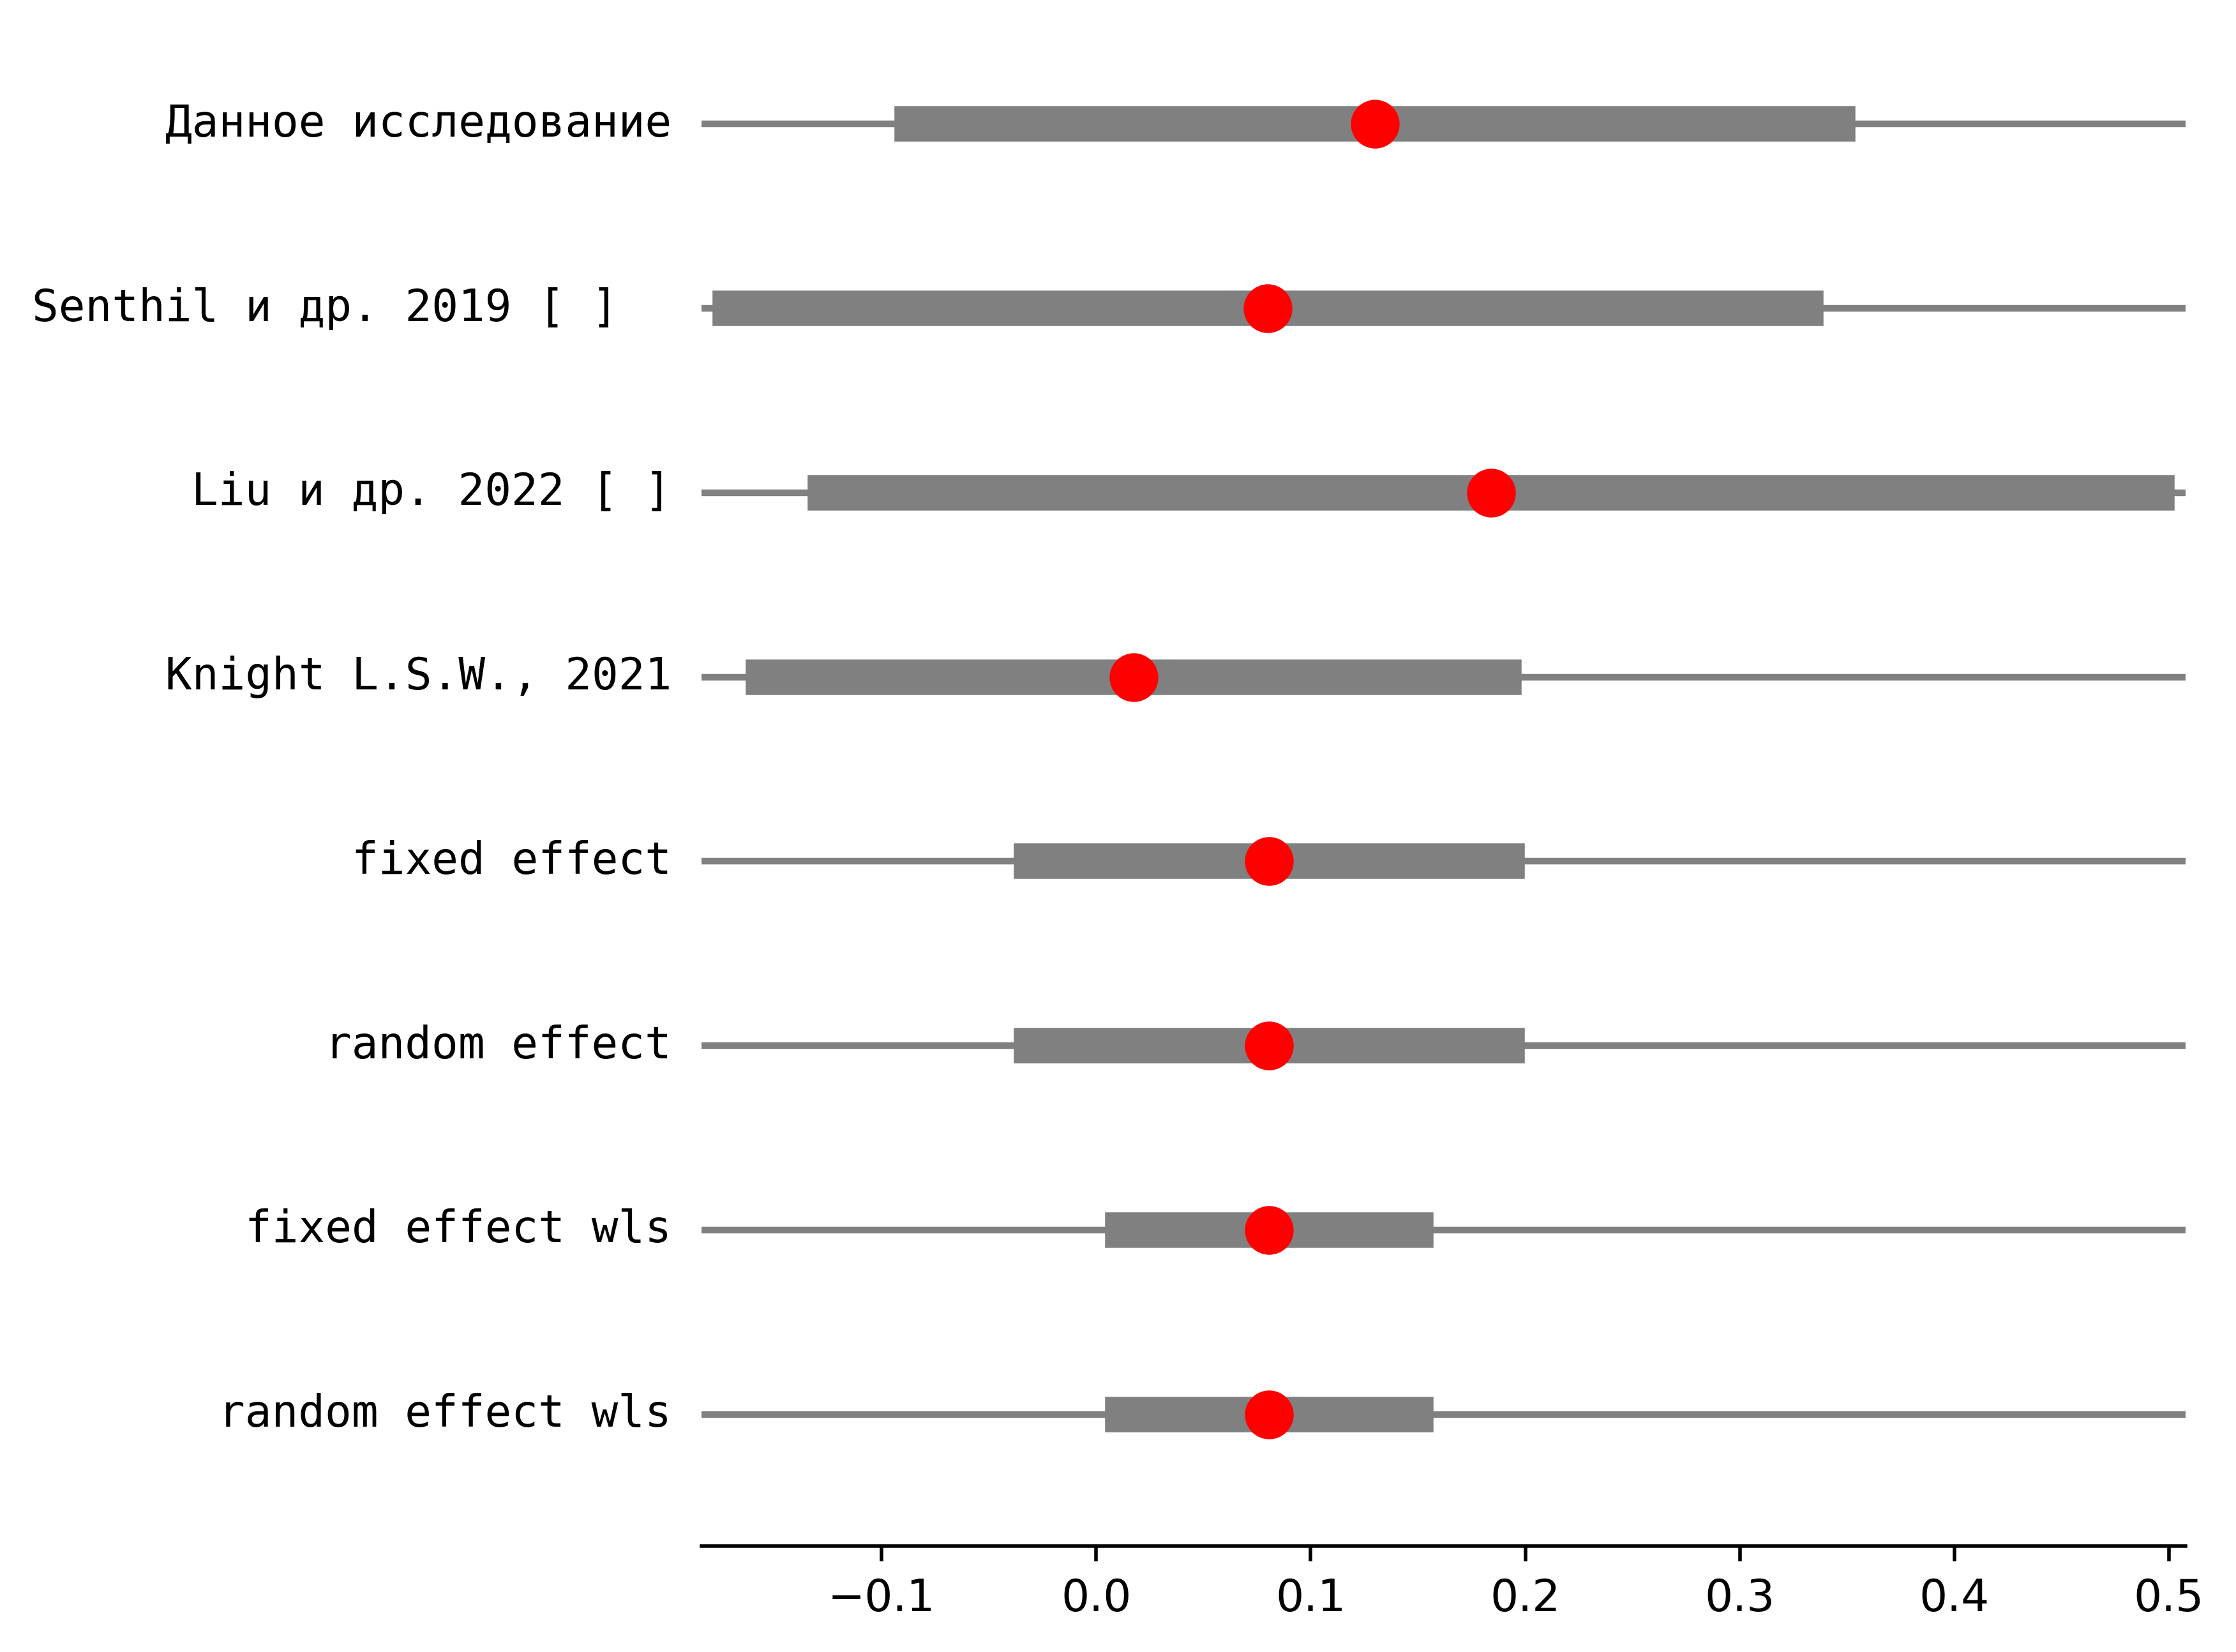 Данное исследование
Senthil и др. 2019 [ ]
Liu и др. 2022 [ ]
Knight L.S.W., 2021
fixed effect
random effect
fixed effect wls
random effect wls
−0.1 0.0 0.1 0.2 0.3 0.4 0.5